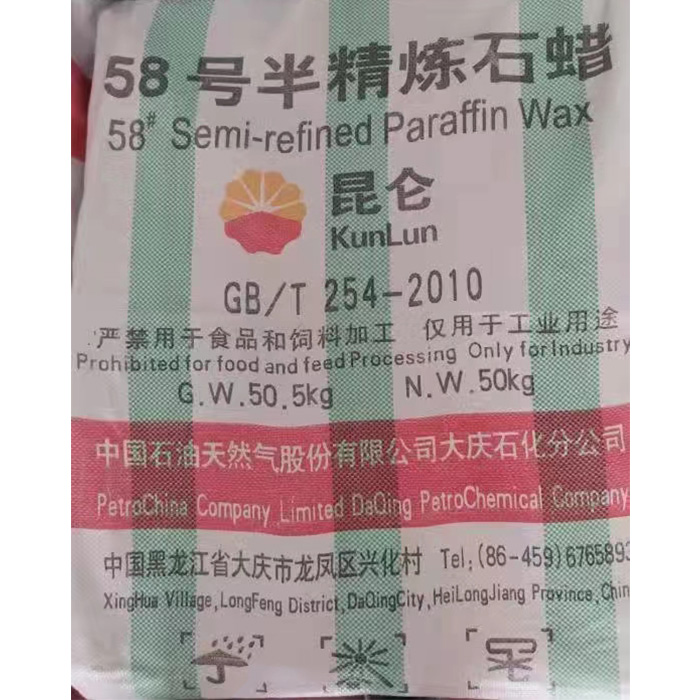 58号半精炼石蜡
58# Semi-refined Paraffin Wax
昆仑
KunLun
GB/T 254-2010
严禁用于食品和饲料加工 仅用于工业用途
Prohibited for food and feed Processing Only for Industry
G.W.50.5kg N.W.50kg
中国石油天然气股份有限公司大庆石化分公司
PetroChina Company Limited DaQing PetroChemical Company
中国黑龙江省大庆市龙凤区兴化村 Tel:(86-459)6765893
XingHua Village,LongFeng District,DaQingCity,HeiLongJiang Province,Chin